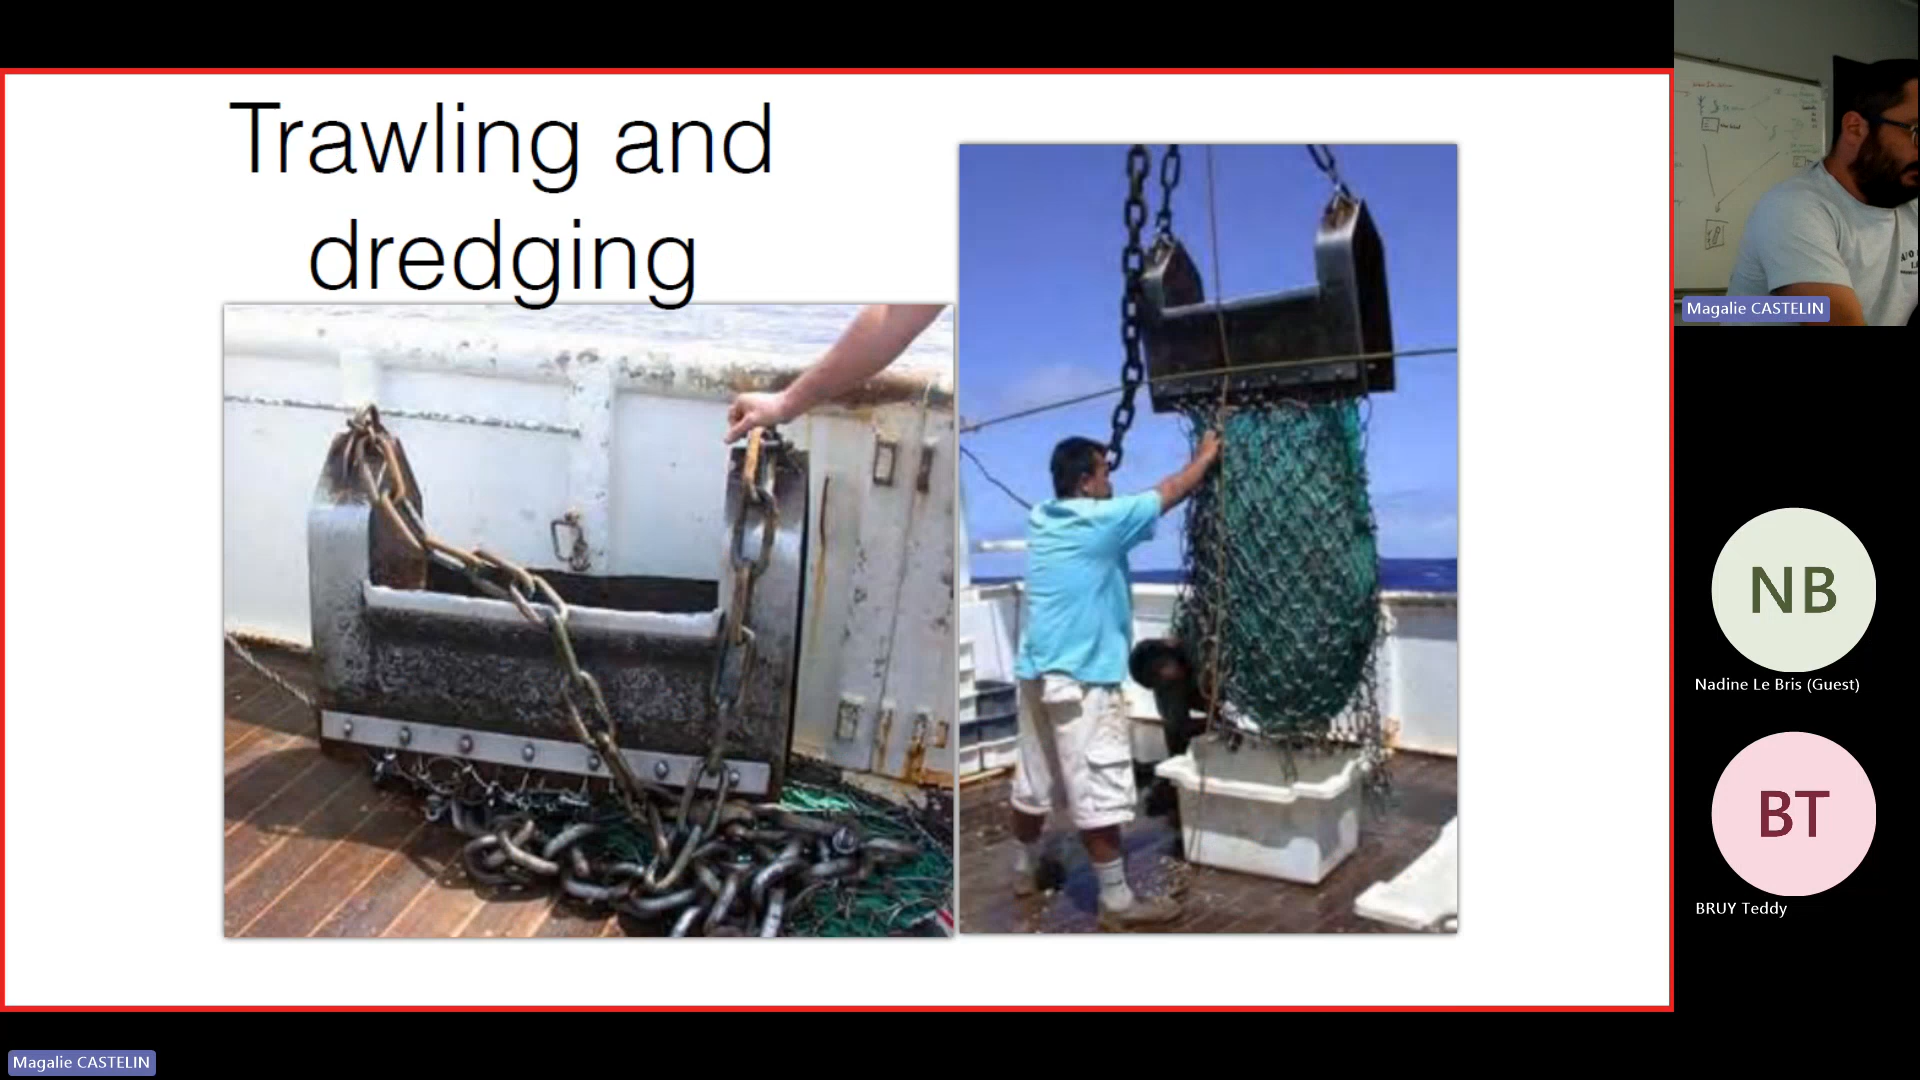 Trawling and
dredging
Magalie CASTELIN
NB
Nadine Le Bris (Guest)
BT
BRUY Teddy
Magalie CASTELIN